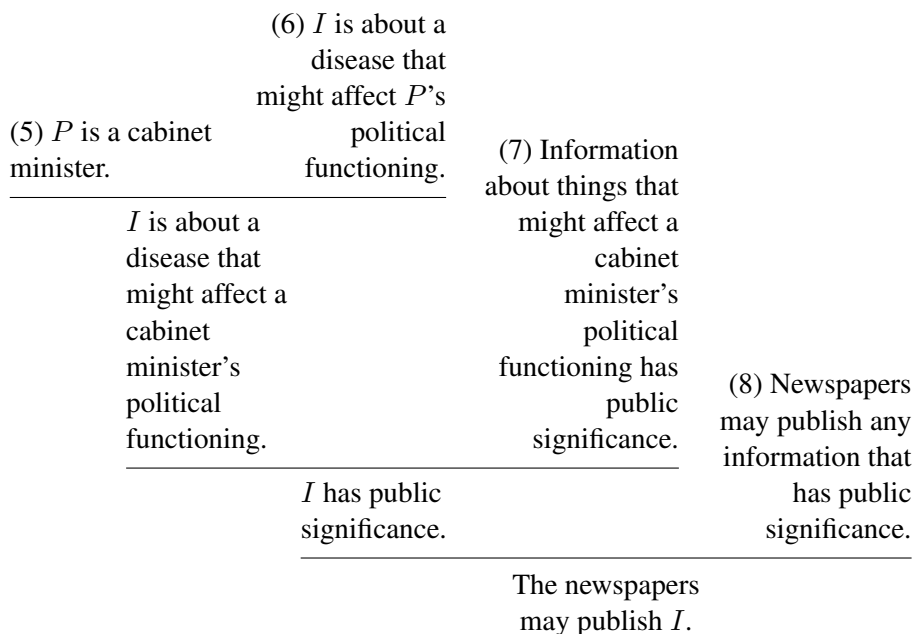 (5) P is a cabinet
minister.
(6) I is about a
disease that
might affect P's
political
functioning.
I is about a
disease that
might affect a
cabinet
minister's
political
functioning.
(7) Information
about things that
might affect a
cabinet
minister's
political
functioning has
public
significance.
I has public
significance.
(8) Newspapers
may publish any
information that
has public
significance.
The newspapers
may publish I.